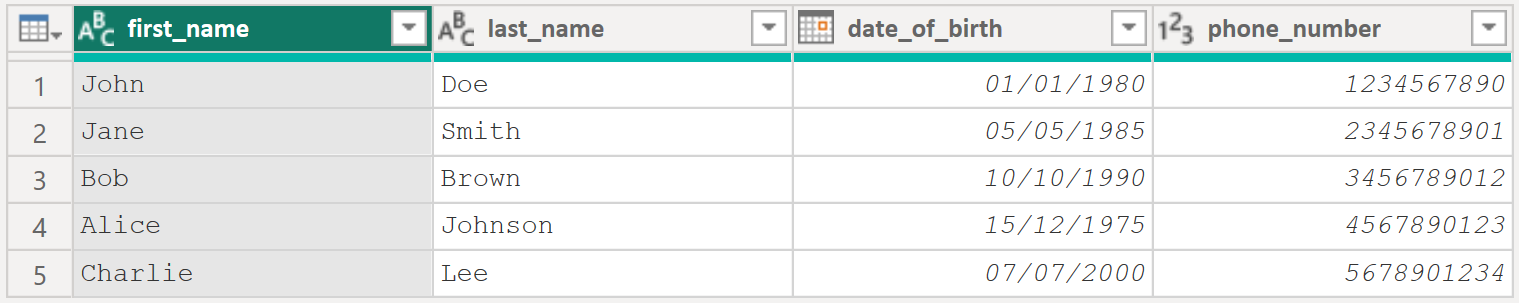 ABC first_name ABC last_name date_of_birth 123 phone_number
1 John Doe 01/01/1980 1234567890
2 Jane Smith 05/05/1985 2345678901
3 Bob Brown 10/10/1990 3456789012
4 Alice Johnson 15/12/1975 4567890123
5 Charlie Lee 07/07/2000 5678901234